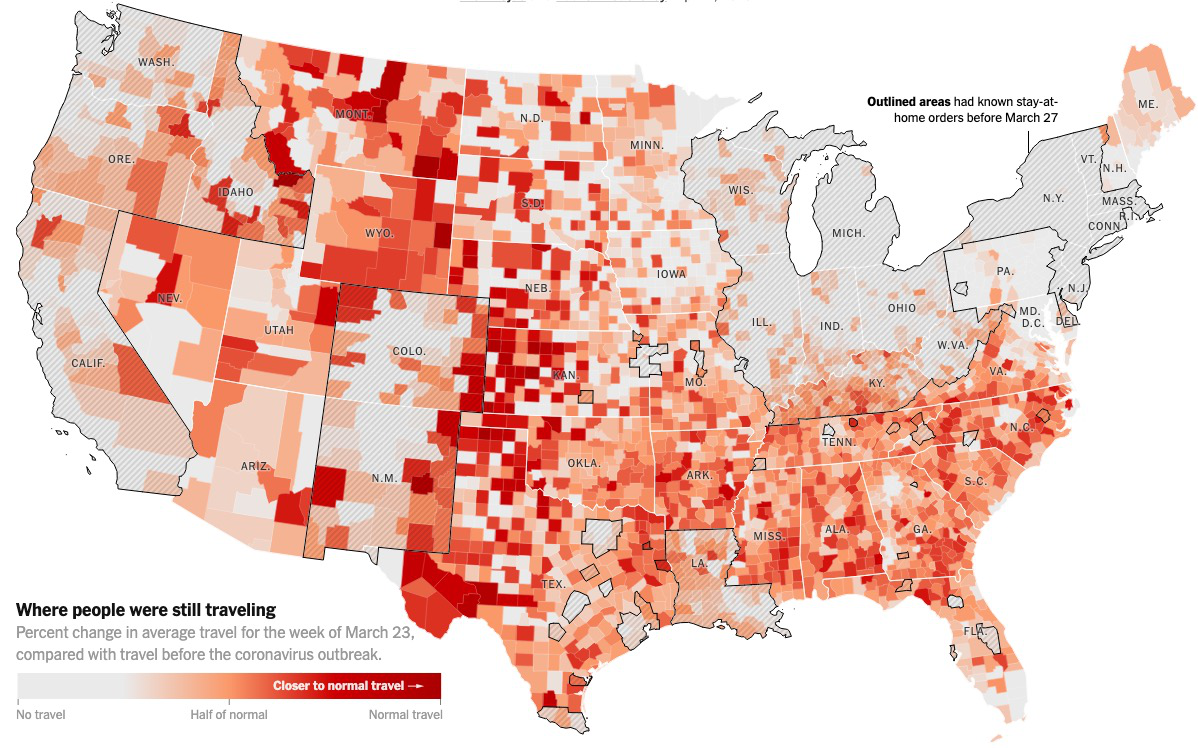 Outlined areas had known stay-at-
home orders before March 27
WASH.
MONT.
N.D.
MINN.
ME.
VT.
N.H.
ORE.
IDAHO
S.D.
WIS.
N.Y.
MASS.
R.I.
CONN.
MICH.
WYO.
IOWA
PA.
NEV.
NEB.
N.J.
UTAH
ILL.
IND.
OHIO
MD.
D.C.
DEL.
CALIF.
COLO.
KAN.
MO.
KY.
W.VA.
VA.
ARIZ.
N.M.
OKLA.
ARK.
TENN.
N.C.
S.C.
MISS.
ALA.
GA.
TEX.
LA.
FLA.
Where people were still traveling
Percent change in average travel for the week of March 23,
compared with travel before the coronavirus outbreak.
Closer to normal travel →
No travel
Half of normal
Normal travel